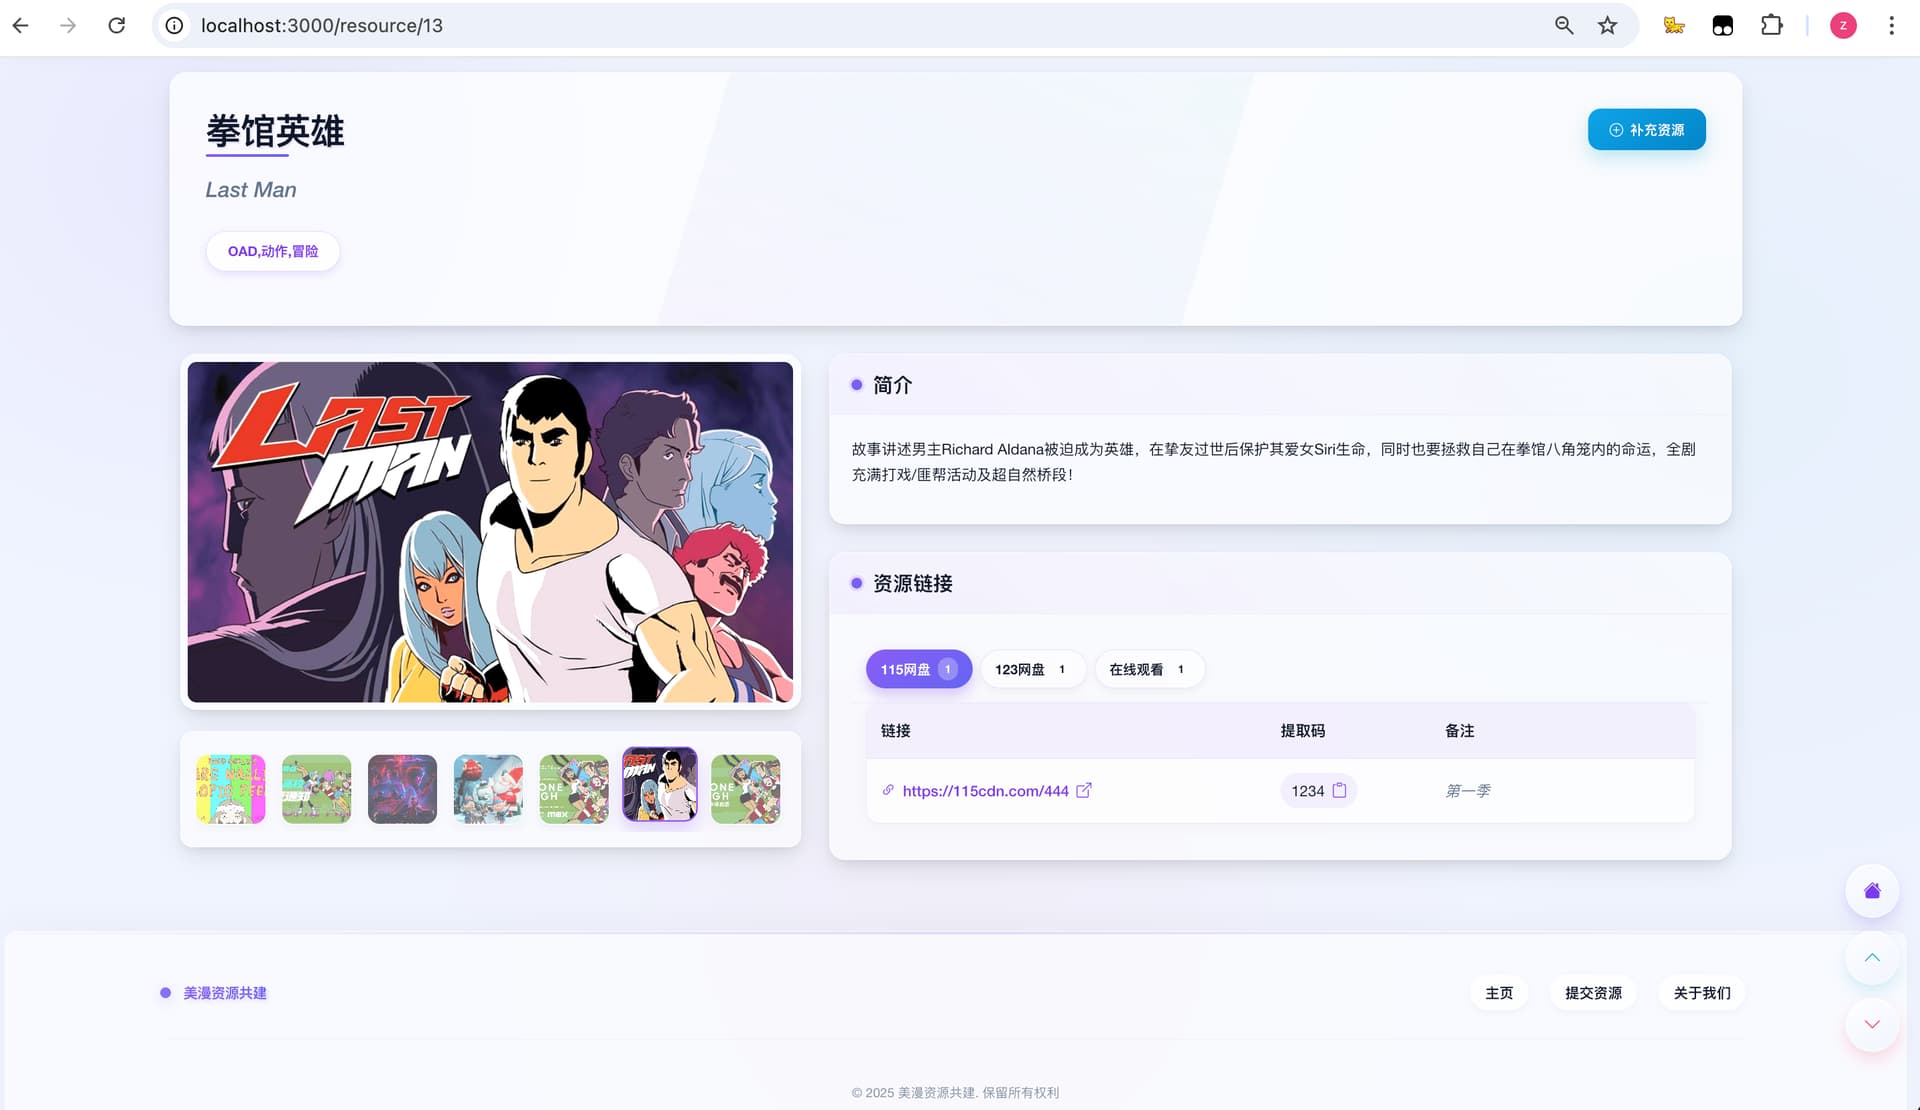 localhost:3000/resource/13
Z
拳馆英雄
补充资源
Last Man
OAD,动作,冒险
LAST
MAN
简介
故事讲述男主Richard Aldana被迫成为英雄，在挚友过世后保护其爱女Siri生命，同时也要拯救自己在拳馆八角笼内的命运，全剧
充满打戏/匪帮活动及超自然桥段！
资源链接
115网盘 1
123网盘 1
在线观看 1
链接 提取码 备注
https://115cdn.com/444 1234 第一季
ONE
GH
max
LAST
MAN
ONE
GH
美漫资源共建
主页
提交资源
关于我们
© 2025 美漫资源共建. 保留所有权利